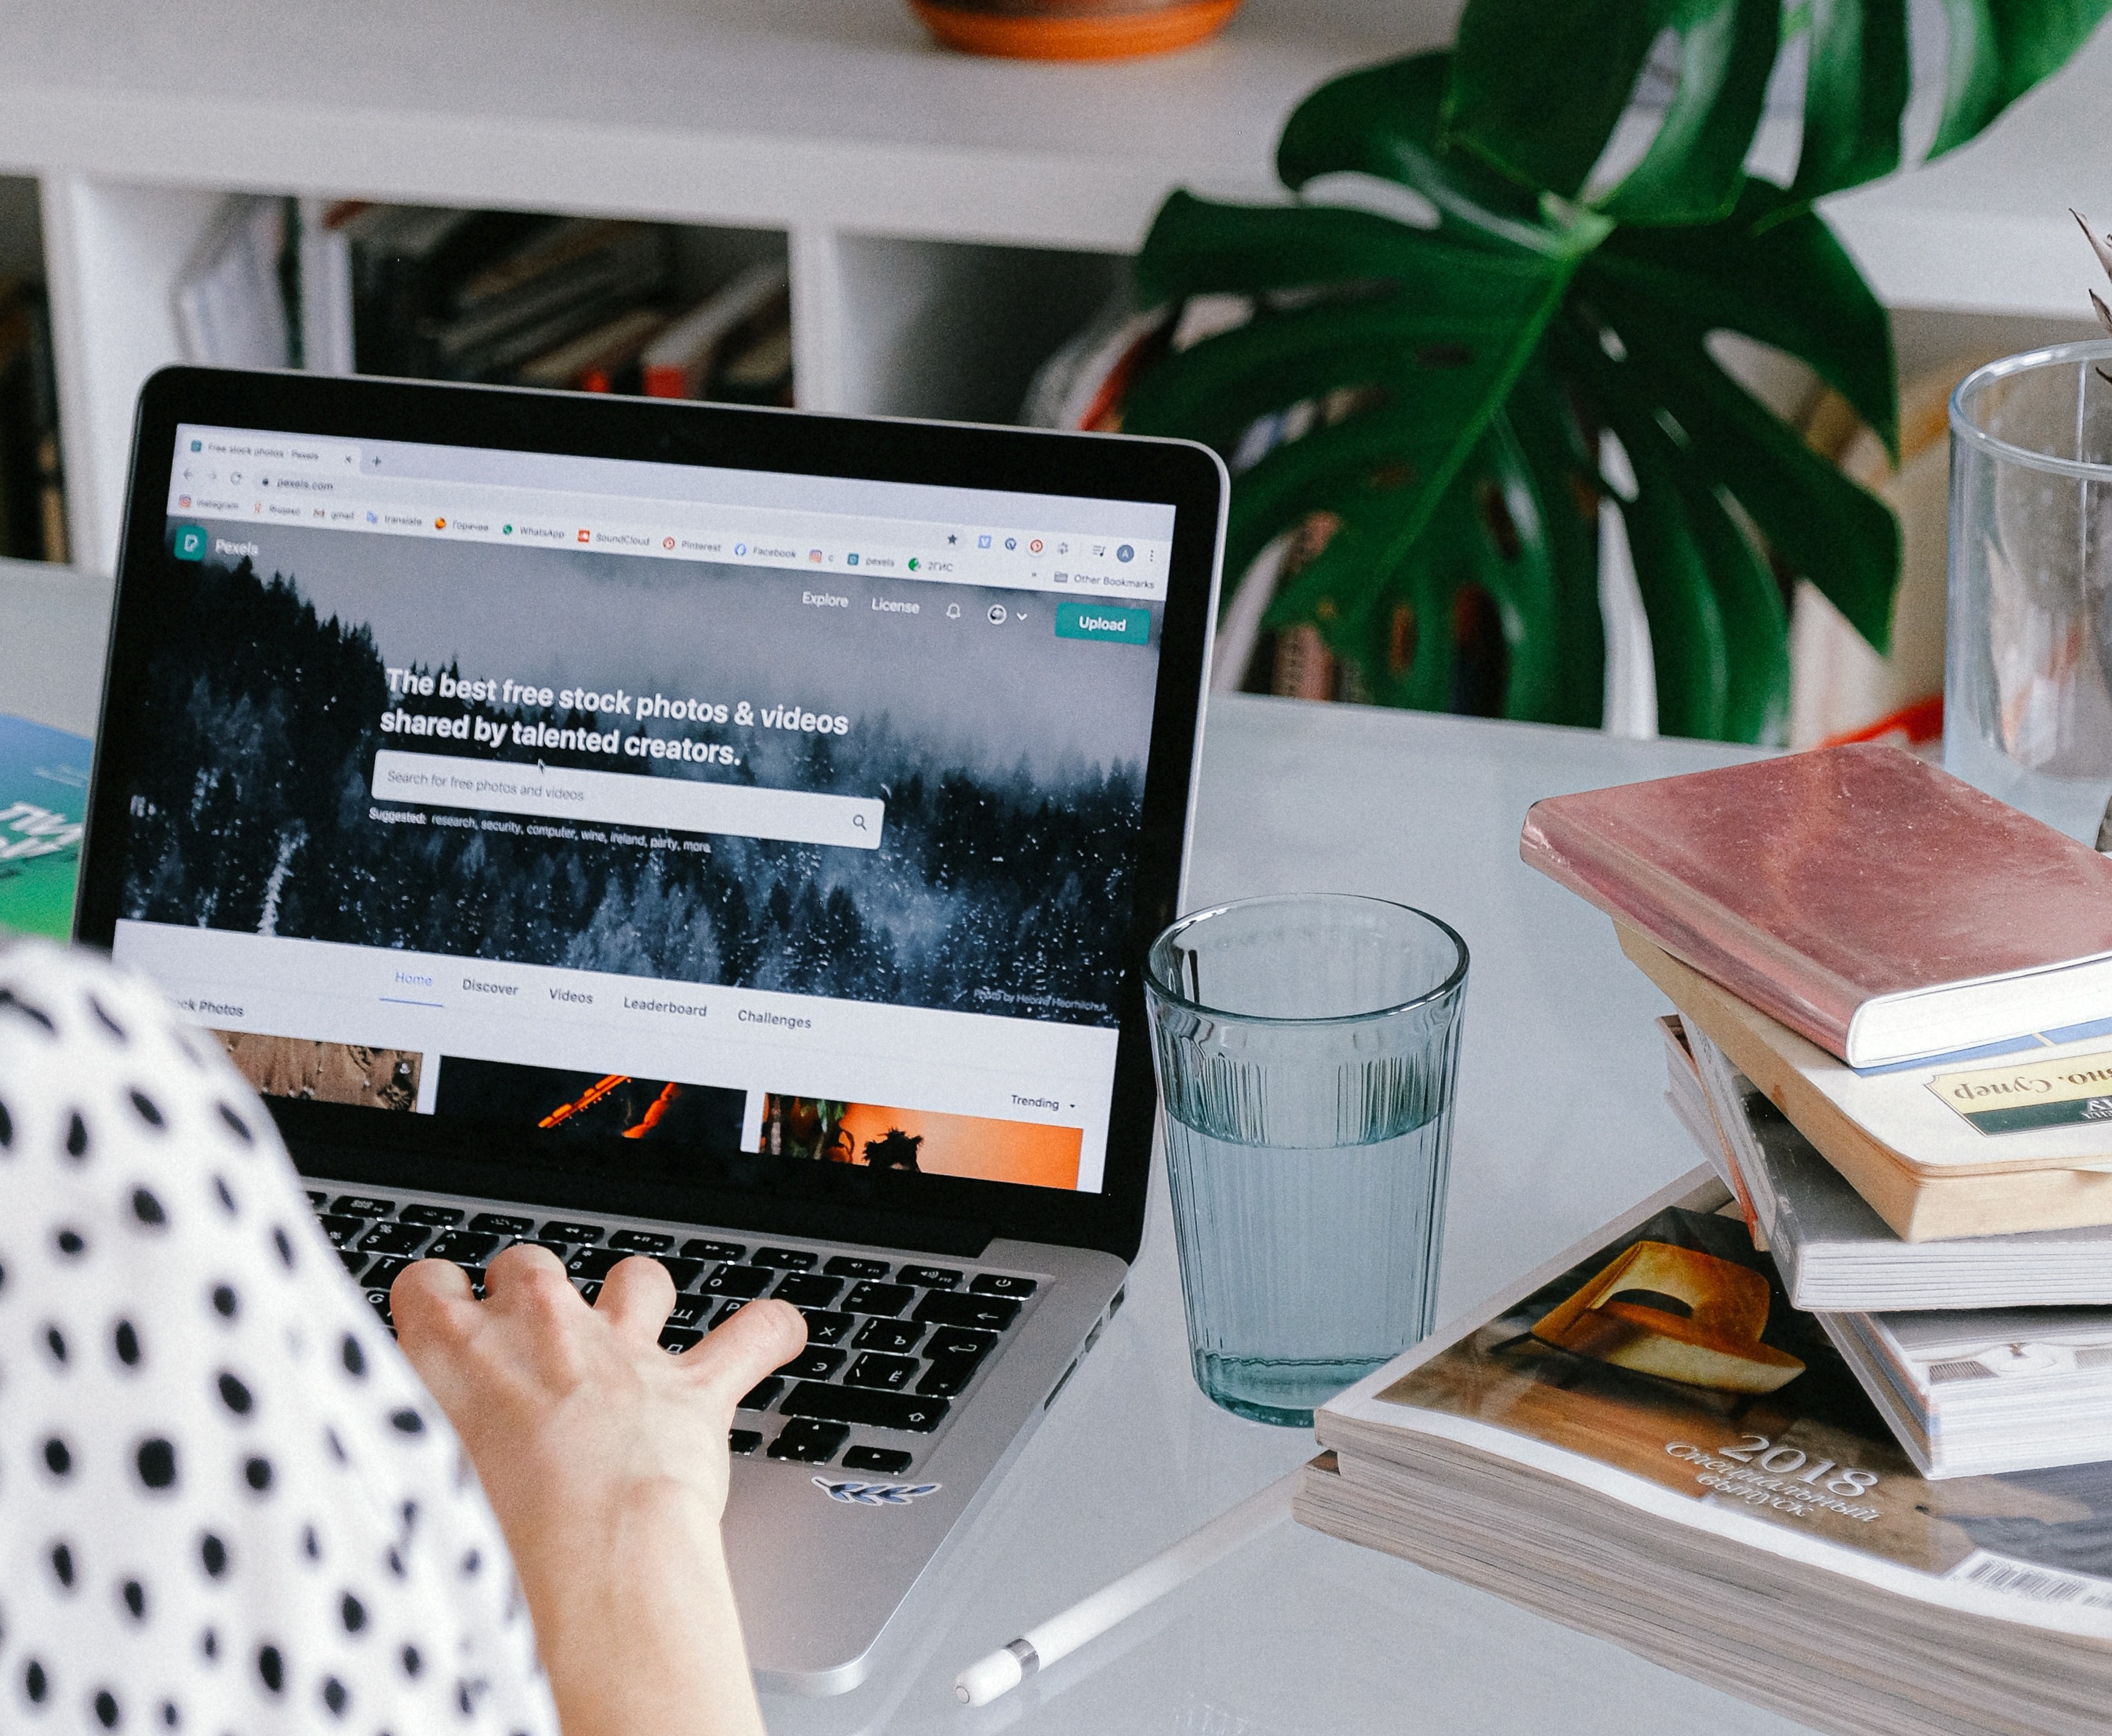 Free stock photos · Pexels
pexels.com
Instagram Яндекс gmail translate Горячее WhatsApp SoundCloud Pinterest Facebook c pexels 2ГИС
Other Bookmarks
Pexels
Explore License
Upload
The best free stock photos & videos
shared by talented creators.
Search for free photos and videos
Suggested: research, security, computer, wine, ireland, party, more
Photo by
Home Discover Videos Leaderboard Challenges
ck Photos
Trending
но. Супер
2018
Специальный
выпуск